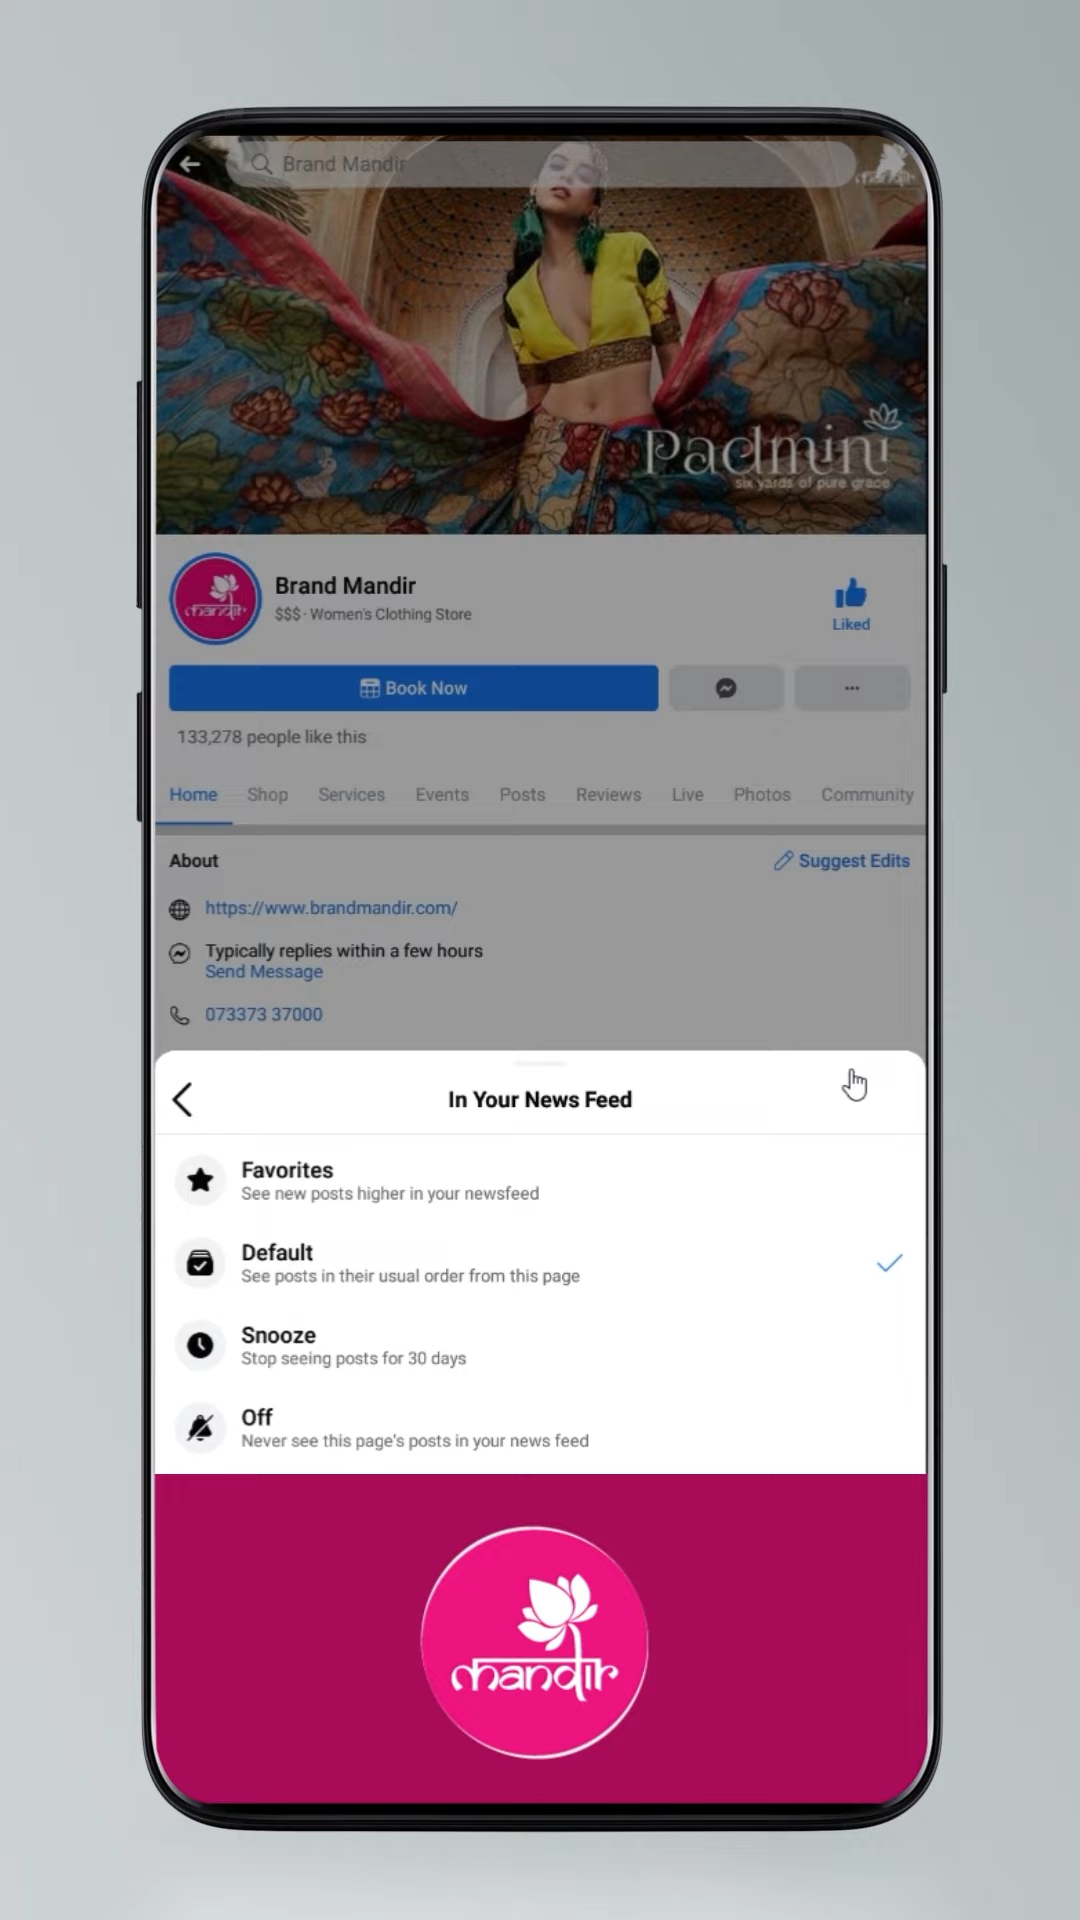 Brand Mandir
mandir
Padmini
six yards of pure grace
mandir
Brand Mandir
$$$ · Women's Clothing Store
Liked
Book Now
...
133,278 people like this
Home Shop Services Events Posts Reviews Live Photos Community
About
Suggest Edits
https://www.brandmandir.com/
Typically replies within a few hours
Send Message
073373 37000
In Your News Feed
Favorites
See new posts higher in your newsfeed
Default
See posts in their usual order from this page
Snooze
Stop seeing posts for 30 days
Off
Never see this page's posts in your news feed
mandir